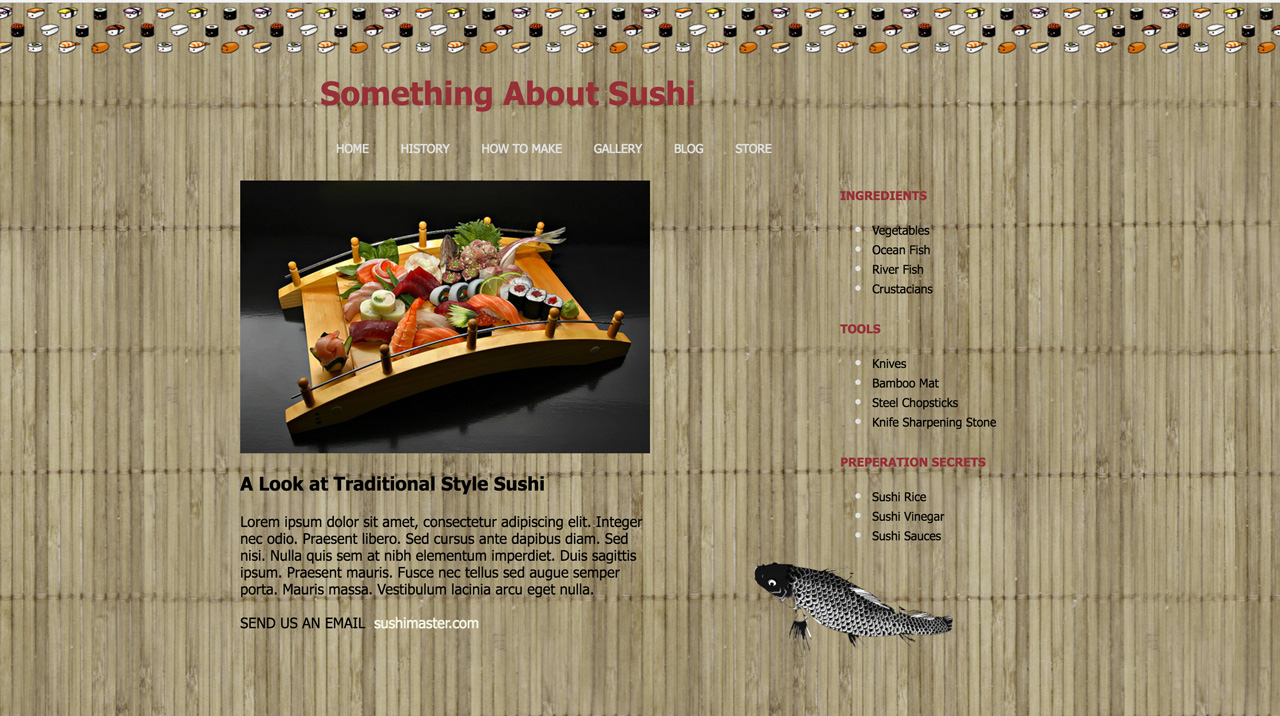 Something About Sushi
HOME HISTORY HOW TO MAKE GALLERY BLOG STORE
A Look at Traditional Style Sushi
Lorem ipsum dolor sit amet, consectetur adipiscing elit. Integer
nec odio. Praesent libero. Sed cursus ante dapibus diam. Sed
nisi. Nulla quis sem at nibh elementum imperdiet. Duis sagittis
ipsum. Praesent mauris. Fusce nec tellus sed augue semper
porta. Mauris massa. Vestibulum lacinia arcu eget nulla.
SEND US AN EMAIL sushimaster.com
INGREDIENTS
Vegetables
Ocean Fish
River Fish
Crustacians
TOOLS
Knives
Bamboo Mat
Steel Chopsticks
Knife Sharpening Stone
PREPERATION SECRETS
Sushi Rice
Sushi Vinegar
Sushi Sauces